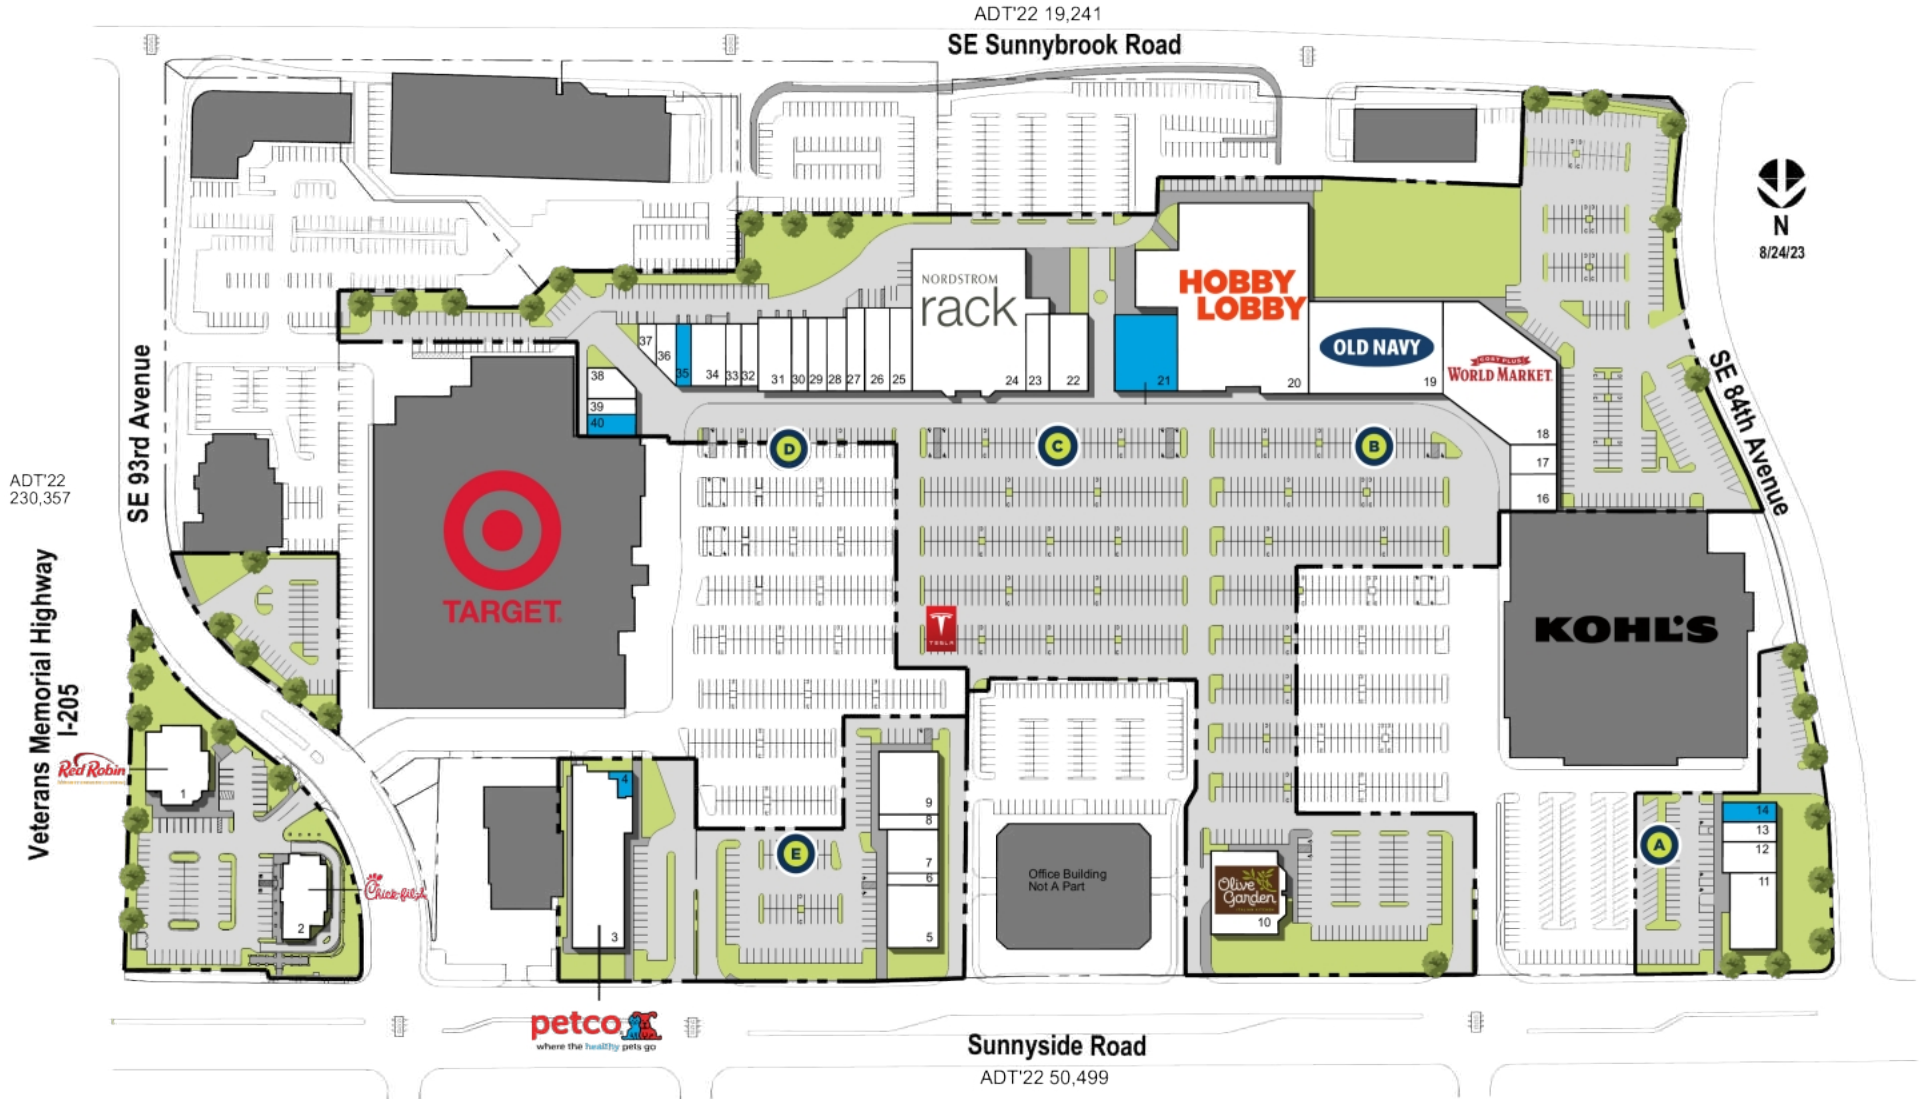 ADT'22 19,241
SE Sunnybrook Road
N
8/24/23
NORDSTROM
rack
HOBBY
LOBBY
OLD NAVY
COST PLUS
WORLD MARKET
37
36
35
34
33
32
31
30
29
28
27
26
25
24
23
22
21
20
19
18
17
16
38
39
40
SE 93rd Avenue
SE 84th Avenue
ADT'22
230,357
D
C
B
TARGET
TESLA
KOHL'S
Veterans Memorial Highway
I-205
Red Robin
1
2
Chick-fil-A
4
3
9
8
7
6
5
E
Office Building
Not A Part
Olive
Garden
10
A
14
13
12
11
petco
where the healthy pets go
Sunnyside Road
ADT'22 50,499